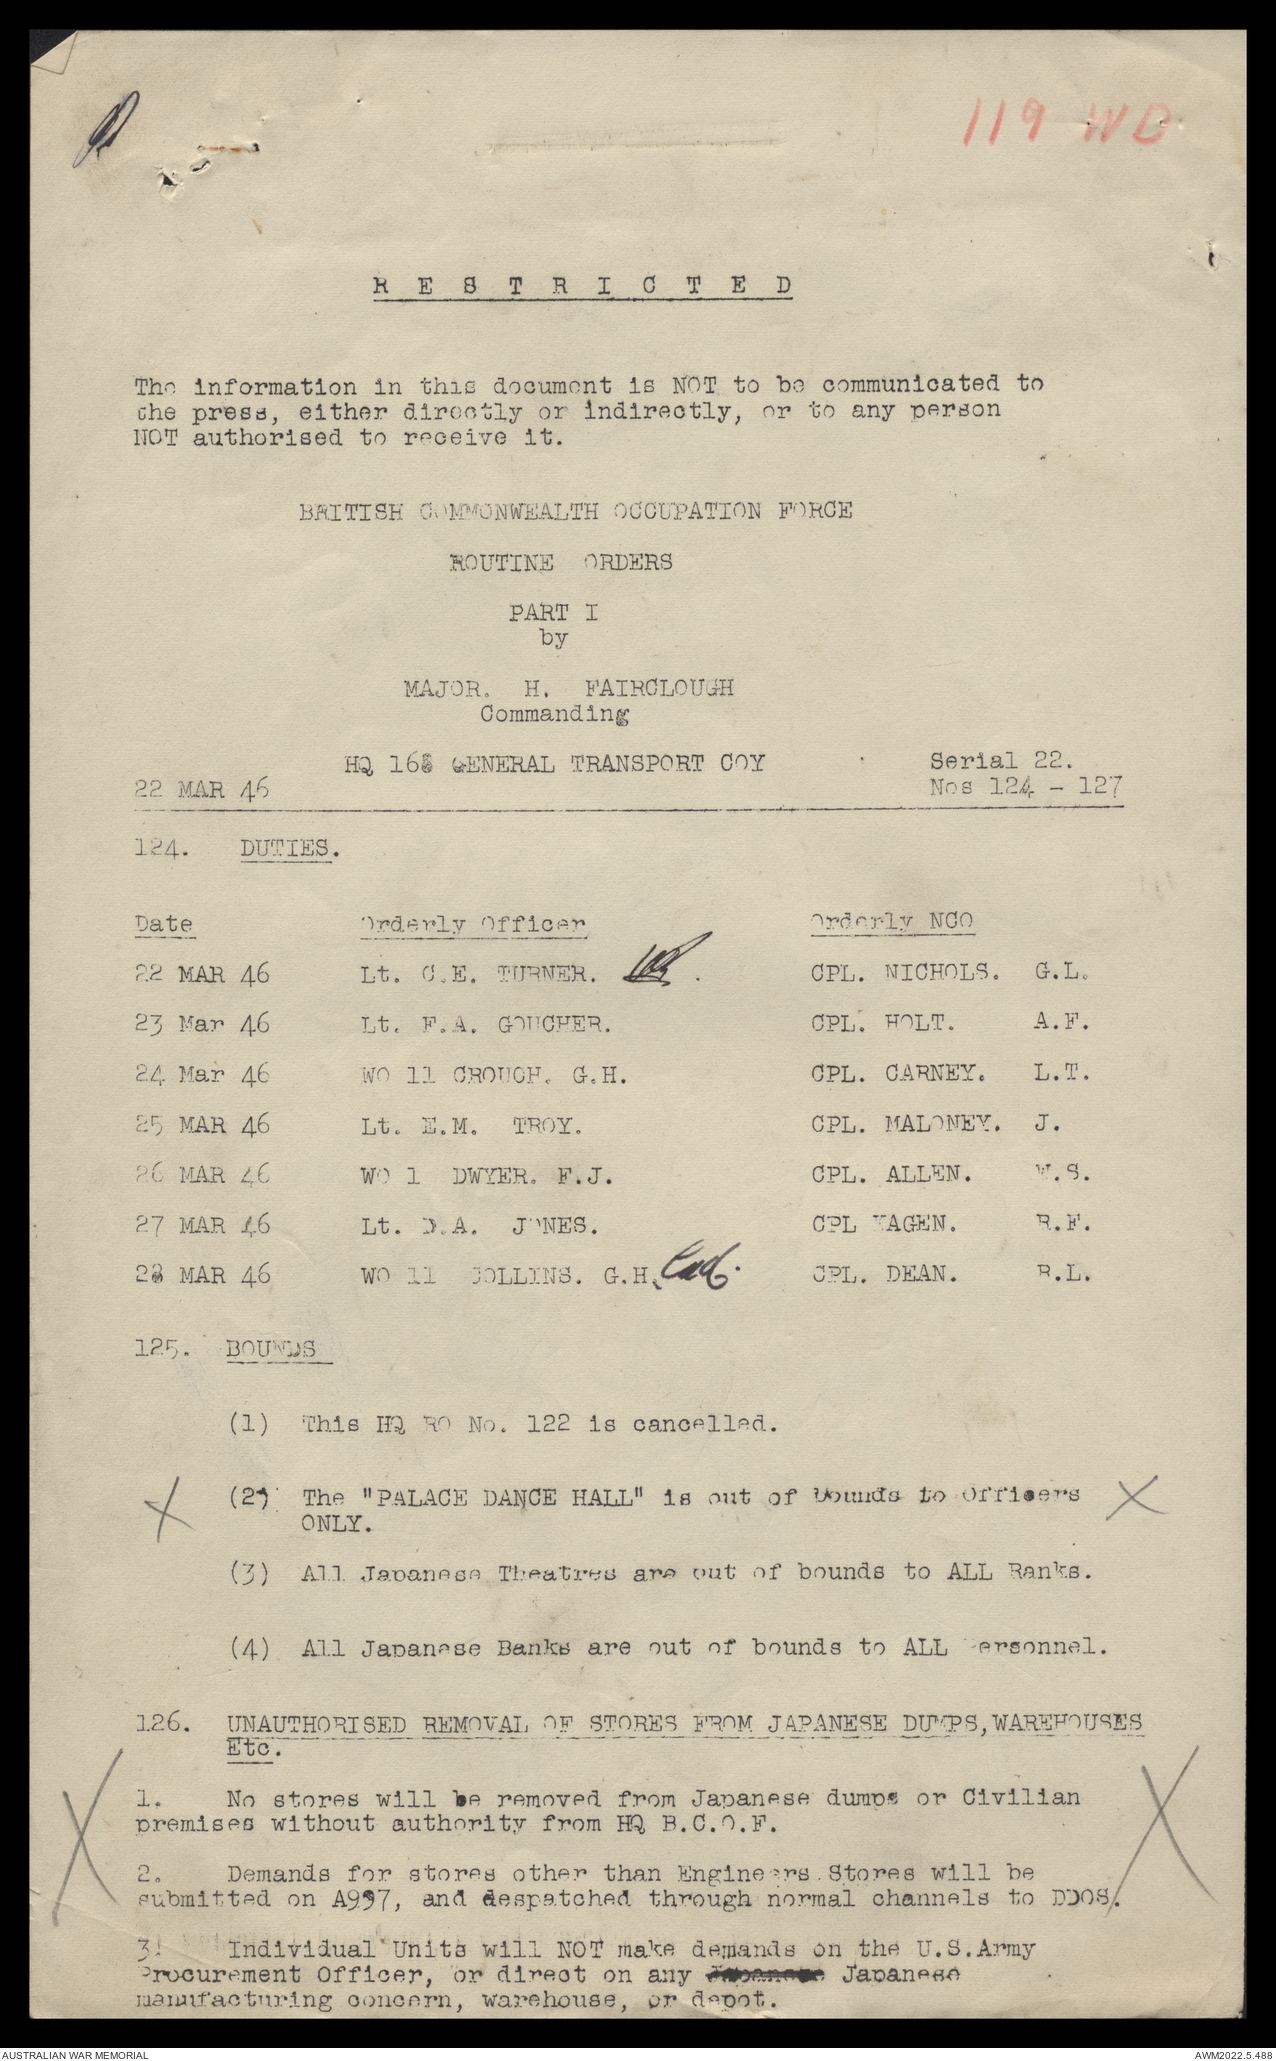 119 WD
RESTRICTED
The information in this document is NOT to be communicated to
the press, either directly or indirectly, or to any person
NOT authorised to receive it.
BRITISH COMMONWEALTH OCCUPATION FORCE
ROUTINE ORDERS
PART I
by
MAJOR. H. FAIRCLOUGH
Commanding
HQ 168 GENERAL TRANSPORT COY Serial 22.
22 MAR 46 Nos 124 - 127
124. DUTIES.
Date Orderly Officer Orderly NCO
22 MAR 46 Lt. C.E. TURNER. CPL. NICHOLS. G.L.
23 Mar 46 Lt. F.A. GOUCHER. CPL. HOLT. A.F.
24 Mar 46 WO 11 CROUCH. G.H. CPL. CARNEY. L.T.
25 MAR 46 Lt. E.M. TROY. CPL. MALONEY. J.
26 MAR 46 WO 1 DWYER. F.J. CPL. ALLEN. W.S.
27 MAR 46 Lt. D.A. JONES. CPL HAGEN. R.F.
28 MAR 46 WO 11 COLLINS. G.H. CPL. DEAN. R.L.
125. BOUNDS
(1) This HQ RO No. 122 is cancelled.
(2) The "PALACE DANCE HALL" is out of bounds to Officers
ONLY.
(3) All Japanese Theatres are out of bounds to ALL Ranks.
(4) All Japanese Banks are out of bounds to ALL Personnel.
126. UNAUTHORISED REMOVAL OF STORES FROM JAPANESE DUMPS,WAREHOUSES
Etc.
1. No stores will be removed from Japanese dumps or Civilian
premises without authority from HQ B.C.O.F.
2. Demands for stores other than Engineers Stores will be
submitted on A997, and despatched through normal channels to DDOS.
3. Individual Units will NOT make demands on the U.S.Army
Procurement Officer, or direct on any Japanese Japanese
manufacturing concern, warehouse, or depot.
AUSTRALIAN WAR MEMORIAL AWM2022.5.488